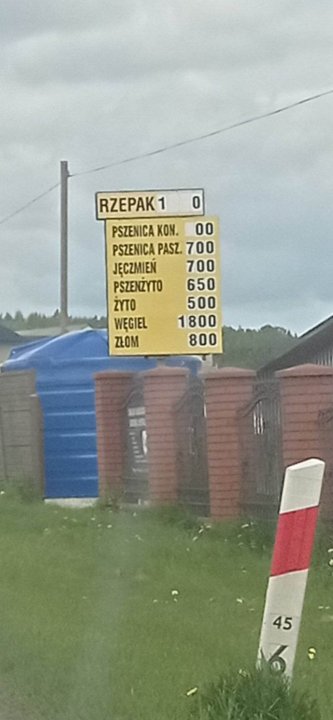 RZEPAK 1 0
PSZENICA KON. 00
PSZENICA PASZ. 700
JĘCZMIEŃ 700
PSZENŻYTO 650
ŻYTO 500
WĘGIEL 1800
ZŁOM 800
45
6